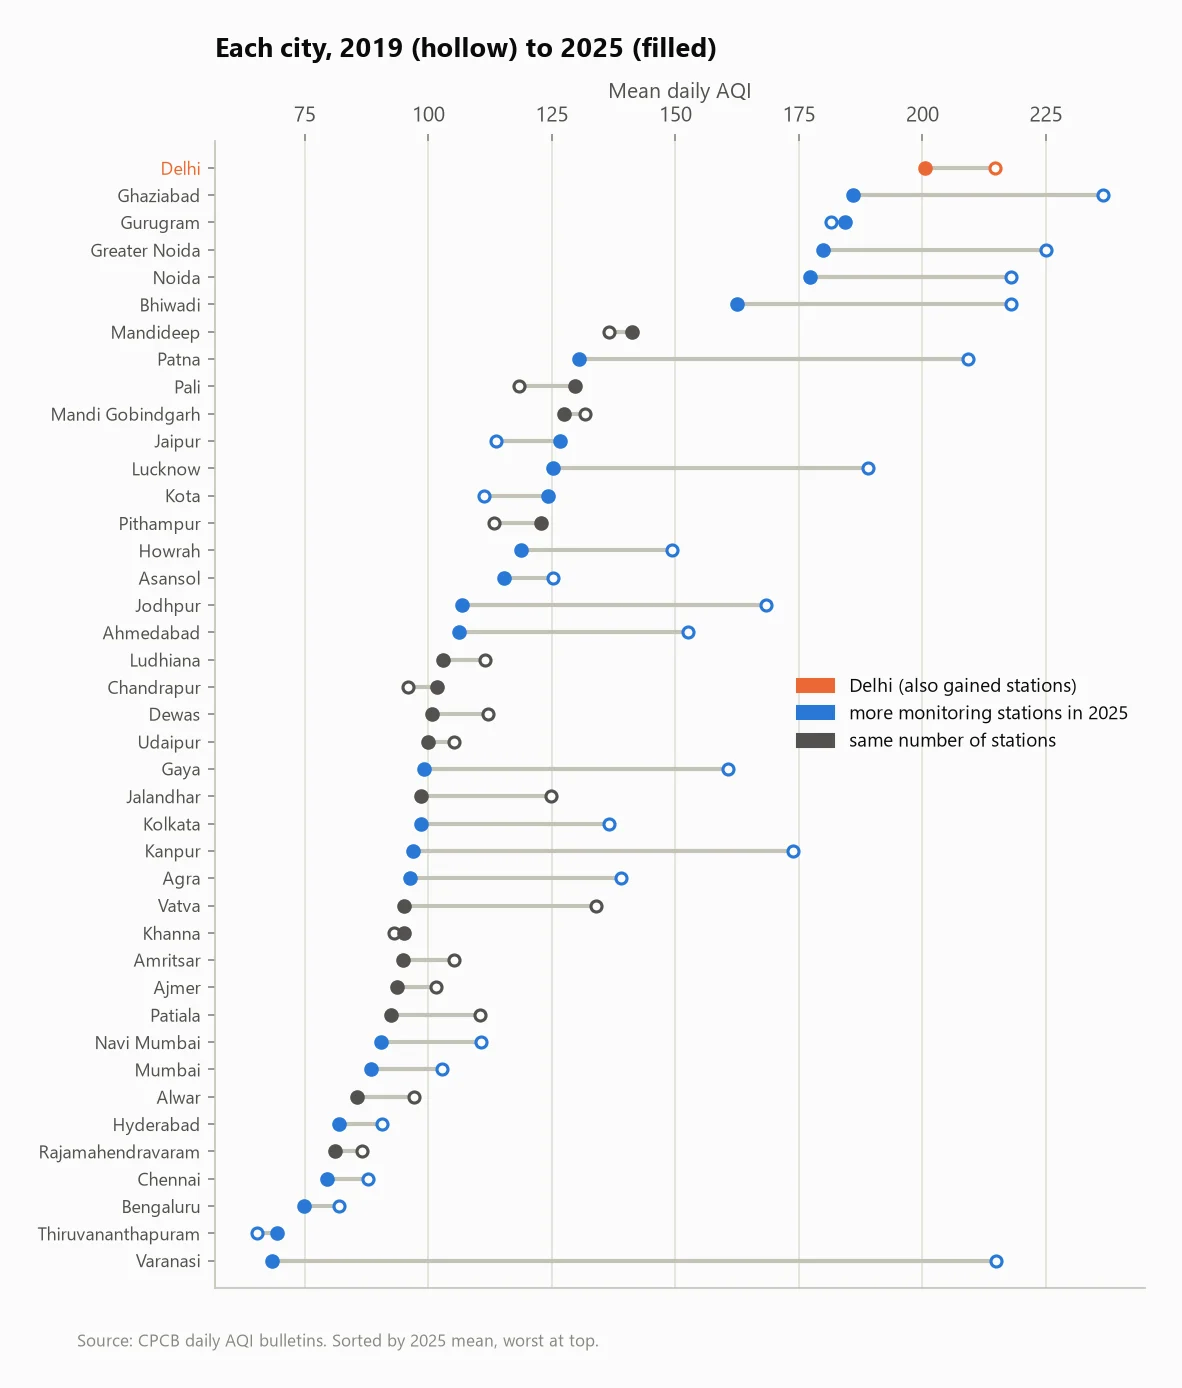 Each city, 2019 (hollow) to 2025 (filled)
Mean daily AQI
75 100 125 150 175 200 225
Delhi
Ghaziabad
Gurugram
Greater Noida
Noida
Bhiwadi
Mandideep
Patna
Pali
Mandi Gobindgarh
Jaipur
Lucknow
Kota
Pithampur
Howrah
Asansol
Jodhpur
Ahmedabad
Ludhiana
Chandrapur
Dewas
Udaipur
Gaya
Jalandhar
Kolkata
Kanpur
Agra
Vatva
Khanna
Amritsar
Ajmer
Patiala
Navi Mumbai
Mumbai
Alwar
Hyderabad
Rajamahendravaram
Chennai
Bengaluru
Thiruvananthapuram
Varanasi
Delhi (also gained stations)
more monitoring stations in 2025
same number of stations
Source: CPCB daily AQI bulletins. Sorted by 2025 mean, worst at top.